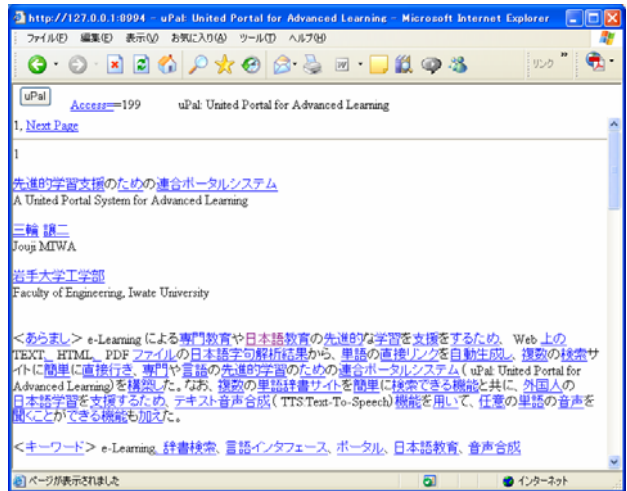 http://127.0.0.1:8994 - uPal: United Portal for Advanced Learning - Microsoft Internet Explorer
ファイル(F) 編集(E) 表示(V) お気に入り(A) ツール(T) ヘルプ(H)
リンク »
uPal Access==199 uPal: United Portal for Advanced Learning
1, Next Page
1
先進的学習支援のための連合ポータルシステム
A United Portal System for Advanced Learning
三輪 譲二
Jouji MIWA
岩手大学工学部
Faculty of Engineering, Iwate University
<あらまし> e-Learning による専門教育や日本語教育の先進的な学習を支援をするため、 Web 上の
TEXT、 HTML、 PDF ファイルの日本語字句解析結果から、単語の直接リンクを自動生成し、複数の検索サ
イトに簡単に直接行き、専門や言語の先進的学習のための連合ポータルシステム( uPal: United Portal for
Advanced Learning)を構築した。なお、複数の単語辞書サイトを簡単に検索できる機能と共に、外国人の
日本語学習を支援するため、テキスト音声合成( TTS:Text-To-Speech)機能を用いて、任意の単語の音声を
聞くことができる機能も加えた。
<キーワード> e-Learning, 辞書検索、言語インタフェース、ポータル、日本語教育、音声合成
ページが表示されました インターネット